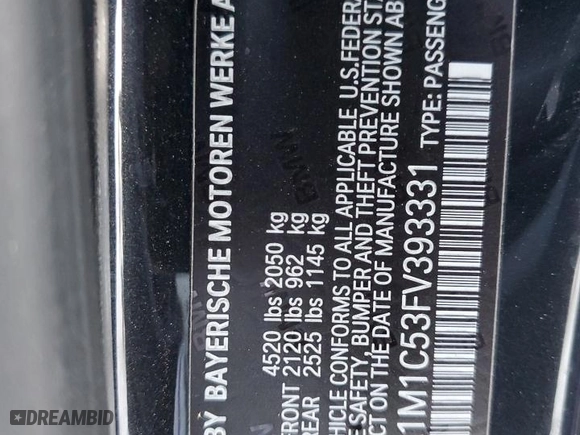 BY BAYERISCHE MOTOREN WERKE A
4520 lbs 2050 kg
FRONT 2120 lbs 962 kg
REAR 2525 lbs 1145 kg
HICLE CONFORMS TO ALL APPLICABLE U.S.FEDER
E SAFETY, BUMPER AND THEFT PREVENTION ST
CT ON THE DATE OF MANUFACTURE SHOWN AB
1M1C53FV393331 TYPE: PASSENG
BMW
DREAMBID